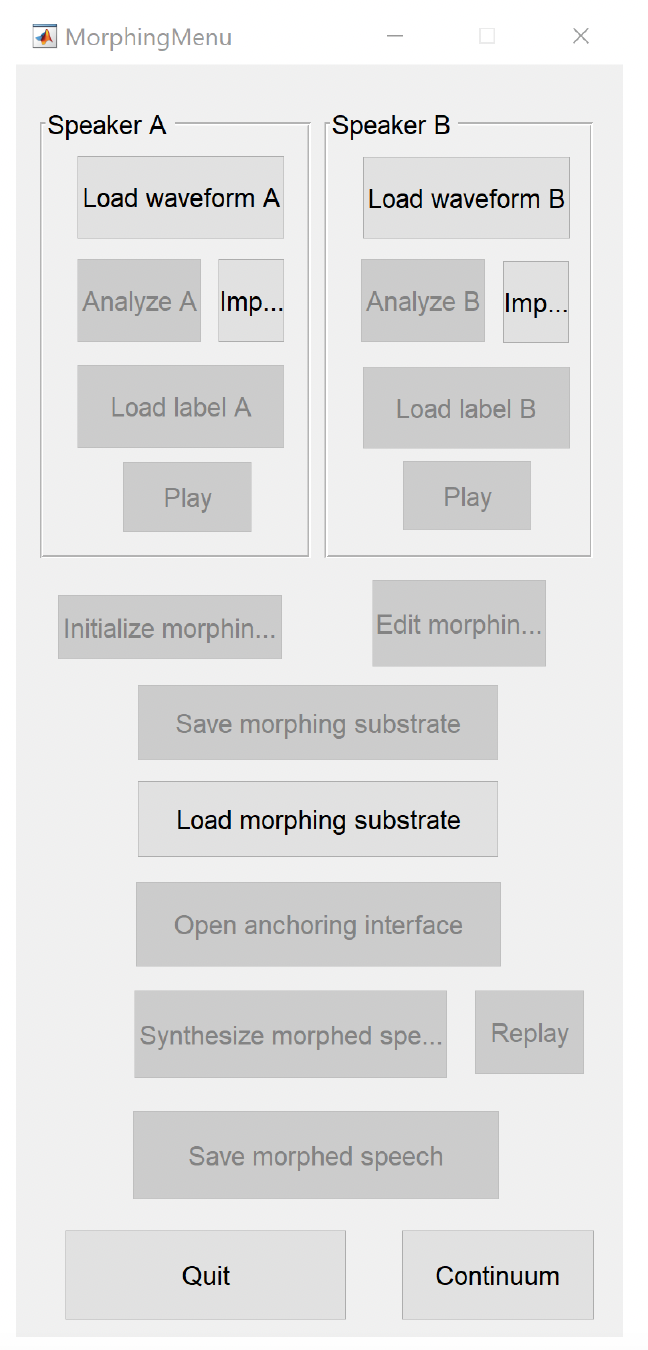 MorphingMenu
Speaker A
Load waveform A
Analyze A
Imp...
Load label A
Play
Speaker B
Load waveform B
Analyze B
Imp...
Load label B
Play
Initialize morphin...
Edit morphin...
Save morphing substrate
Load morphing substrate
Open anchoring interface
Synthesize morphed spe...
Replay
Save morphed speech
Quit
Continuum